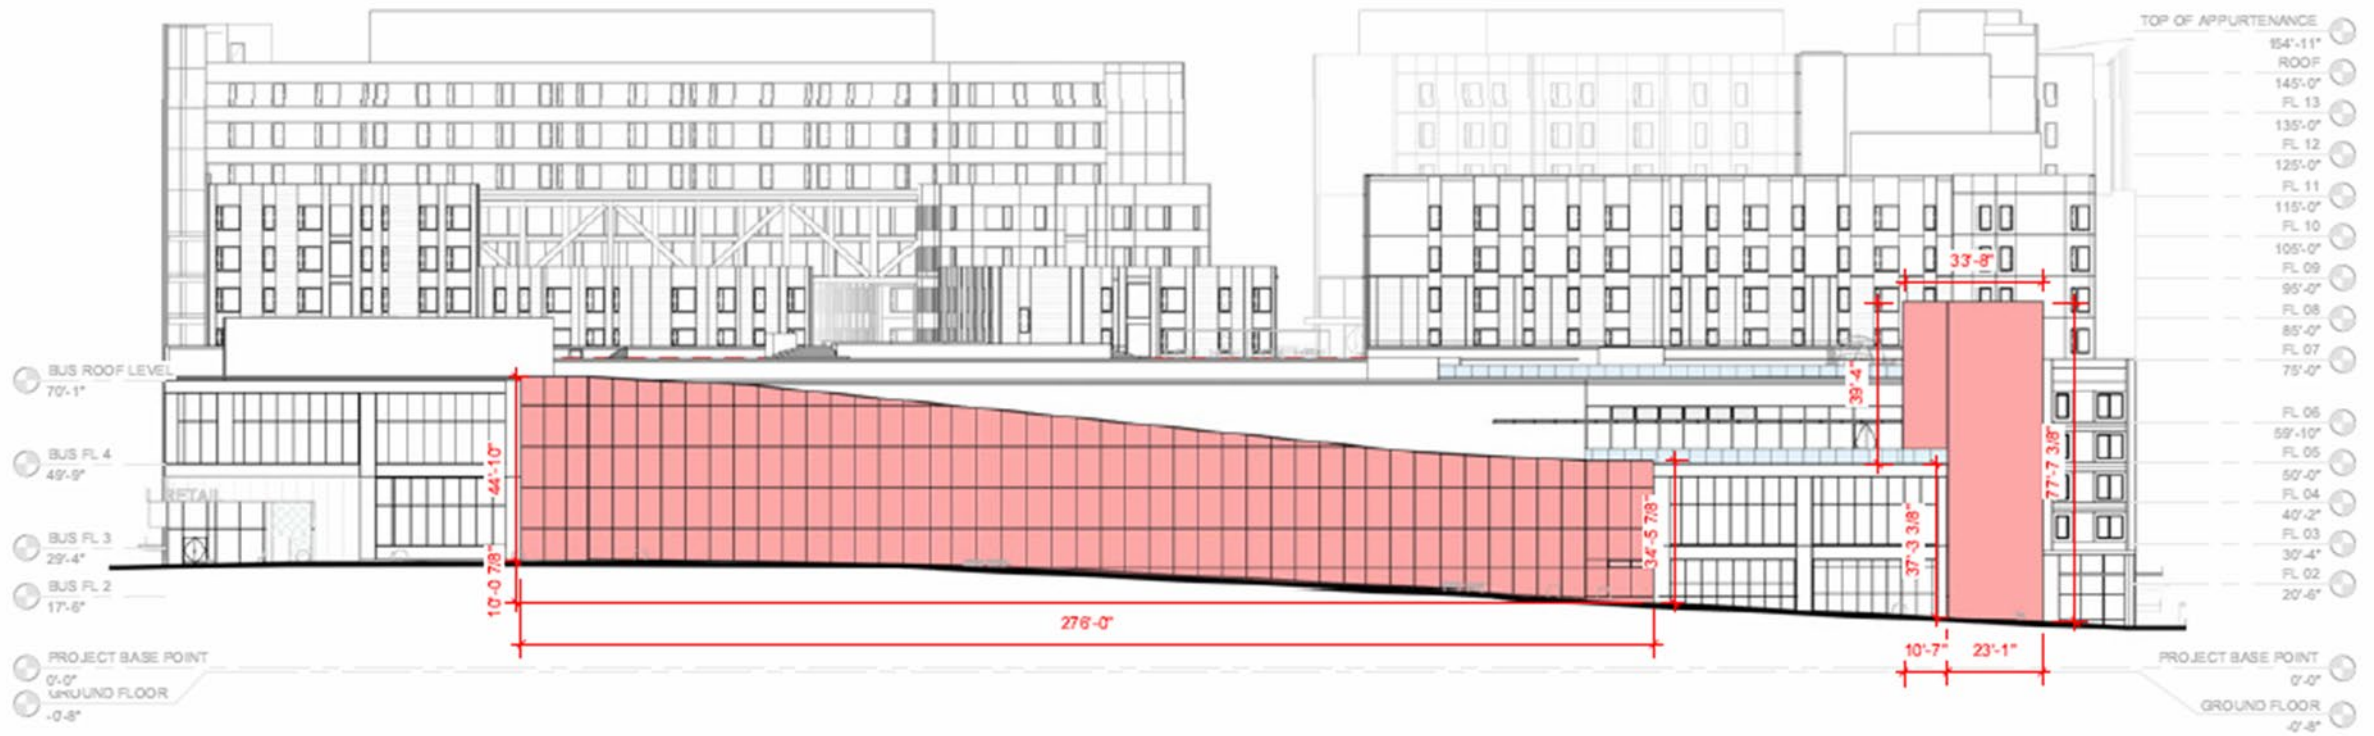 TOP OF APPURTENANCE
154'-11"
ROOF
145'-0"
FL 13
135'-0"
FL 12
125'-0"
FL 11
115'-0"
FL 10
105'-0"
FL 09
95'-0"
FL 08
85'-0"
FL 07
75'-0"
FL 06
59'-10"
FL 05
50'-0"
FL 04
40'-2"
FL 03
30'-4"
FL 02
20'-6"
PROJECT BASE POINT
0'-0"
GROUND FLOOR
-0'-8"
BUS ROOF LEVEL
70'-1"
BUS FL 4
49'-9"
BUS FL 3
29'-4"
BUS FL 2
17'-6"
PROJECT BASE POINT
0'-0"
GROUND FLOOR
-0'-8"
RETAIL
44'-10"
10'-0 7/8"
276'-0"
34'-5 7/8"
33'-8"
39'-4"
37'-3 3/8"
77'-7 3/8"
10'-7"
23'-1"